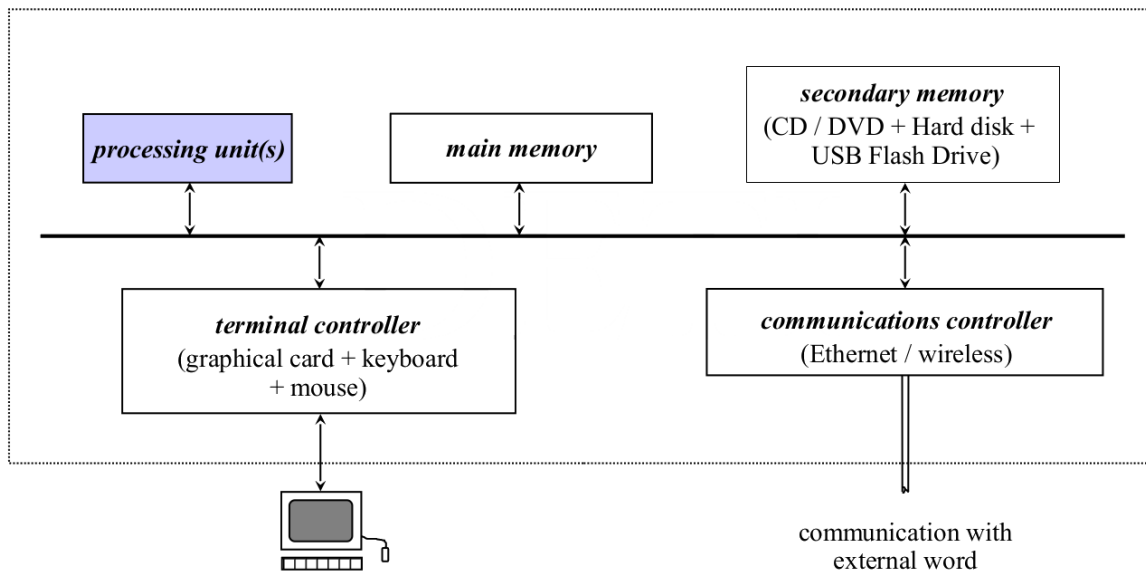 processing unit(s)
main memory
secondary memory
(CD / DVD + Hard disk +
USB Flash Drive)
terminal controller
(graphical card + keyboard
+ mouse)
communications controller
(Ethernet / wireless)
communication with
external word